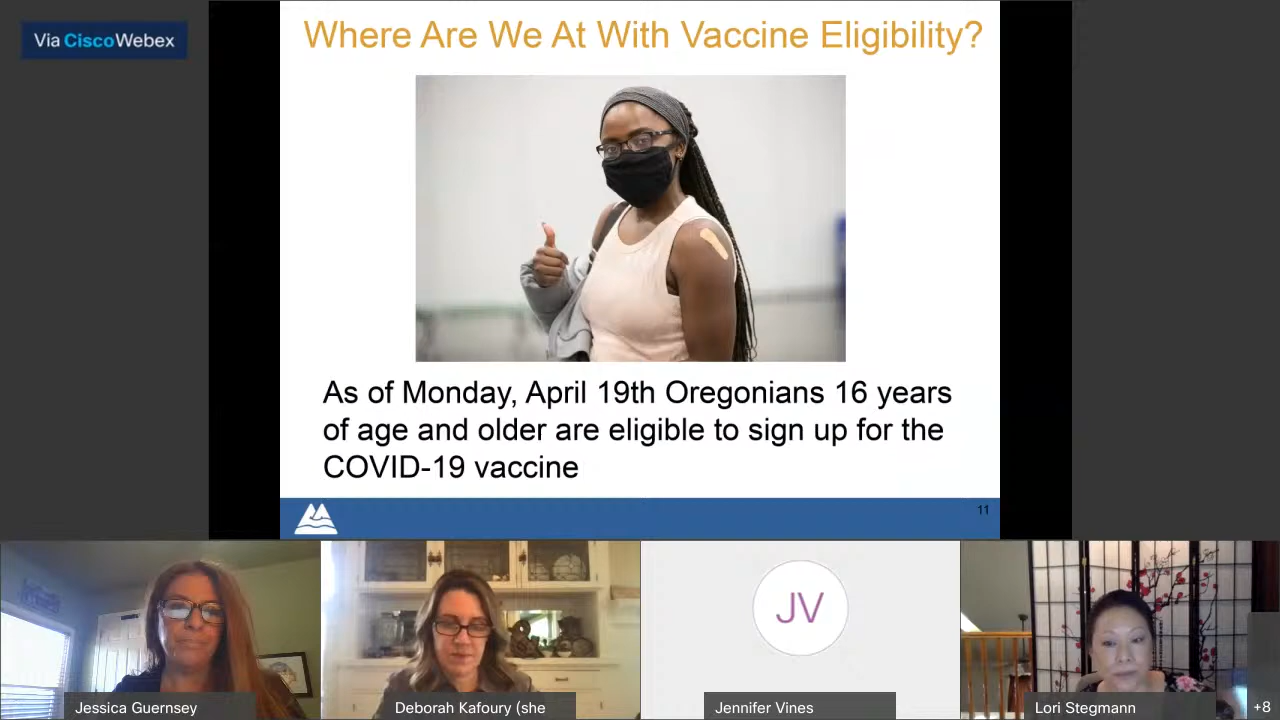 Via Cisco Webex
Where Are We At With Vaccine Eligibility?
As of Monday, April 19th Oregonians 16 years
of age and older are eligible to sign up for the
COVID-19 vaccine
11
JV
Jessica Guernsey
Deborah Kafoury (she
Jennifer Vines
Lori Stegmann
+8